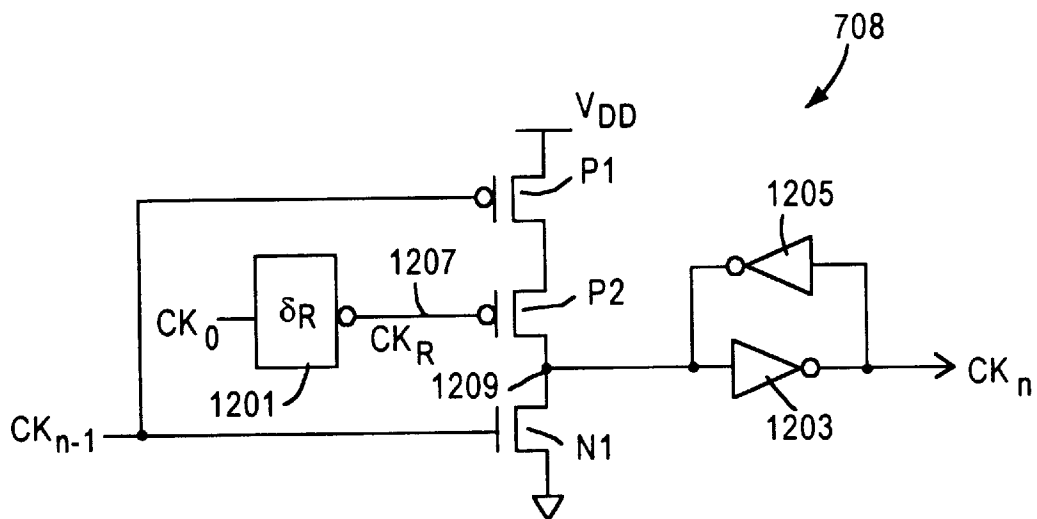 708
V_DD
P1
1205
1207
P2
CK_0
δ_R
CK_R
1209
CK_n
1201
1203
CK_n-1
N1